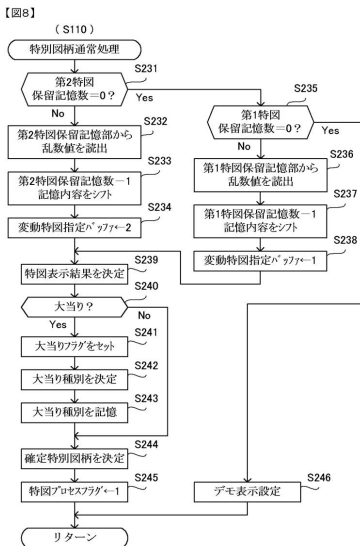 【図8】
(S110)
特別図柄通常処理
S231
第2特図
保留記憶数=0?
Yes
No
S235
第1特図
保留記憶数=0?
Yes
No
S232
第2特図保留記憶部から
乱数値を読出
S233
第2特図保留記憶数−1
記憶内容をシフト
S234
変動特図指定バッファ←2
S236
第1特図保留記憶部から
乱数値を読出
S237
第1特図保留記憶数−1
記憶内容をシフト
S238
変動特図指定バッファ←1
S239
特図表示結果を決定
S240
大当り?
No
Yes
S241
大当りフラグをセット
S242
大当り種別を決定
S243
大当り種別を記憶
S244
確定特別図柄を決定
S245
特図プロセスフラグ←1
S246
デモ表示設定
リターン